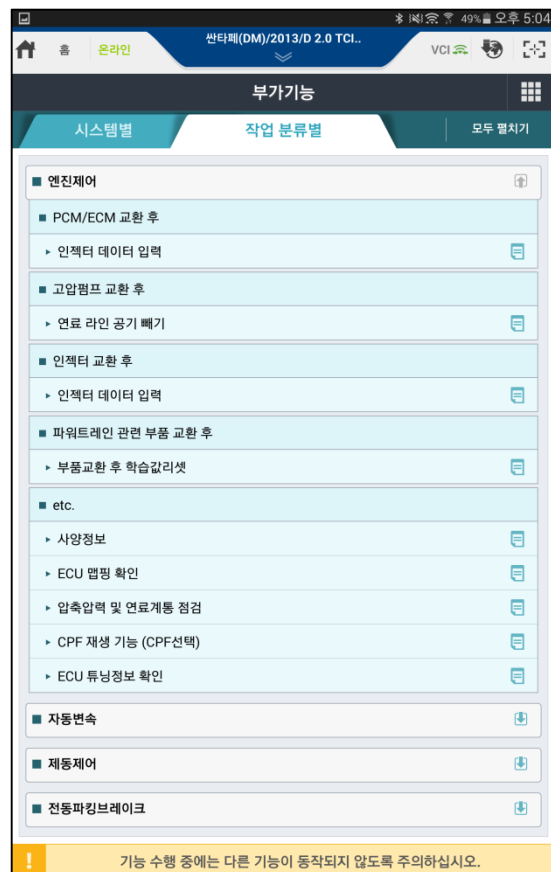 49% 오후 5:04
홈 온라인 싼타페(DM)/2013/D 2.0 TCI.. VCI
부가기능
시스템별 작업 분류별 모두 펼치기
엔진제어
PCM/ECM 교환 후
인젝터 데이터 입력
고압펌프 교환 후
연료 라인 공기 빼기
인젝터 교환 후
인젝터 데이터 입력
파워트레인 관련 부품 교환 후
부품교환 후 학습값리셋
etc.
사양정보
ECU 맵핑 확인
압축압력 및 연료계통 점검
CPF 재생 기능 (CPF선택)
ECU 튜닝정보 확인
자동변속
제동제어
전동파킹브레이크
! 기능 수행 중에는 다른 기능이 동작되지 않도록 주의하십시오.